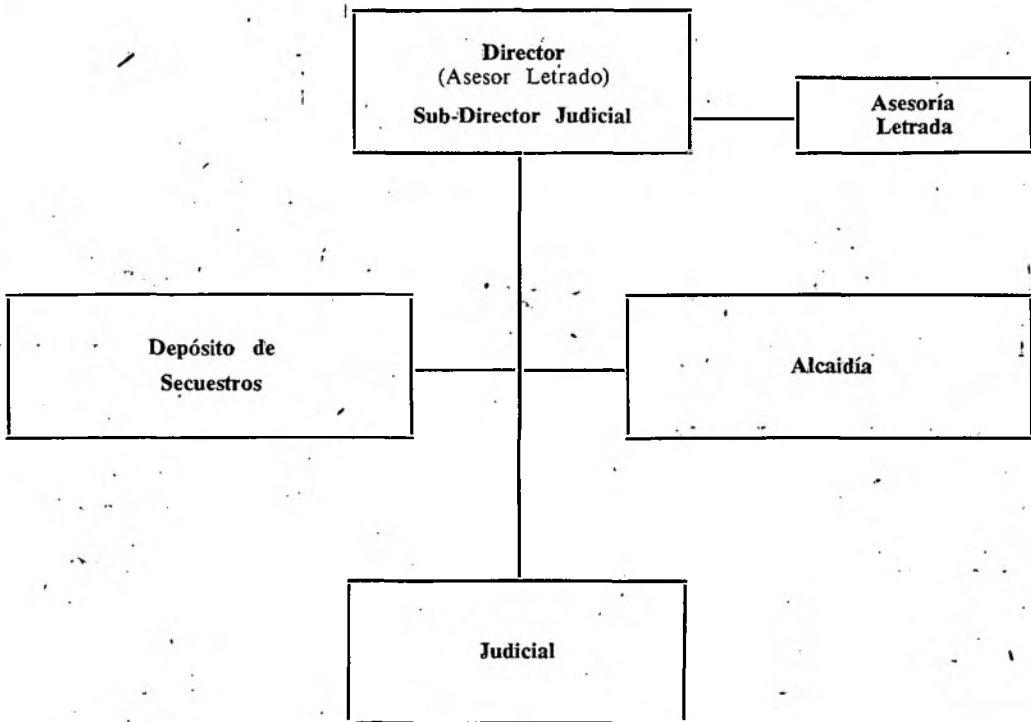 Director
(Asesor Letrado)
Sub-Director Judicial
Asesoría
Letrada
Depósito de
Secuestros
Alcaidía
Judicial